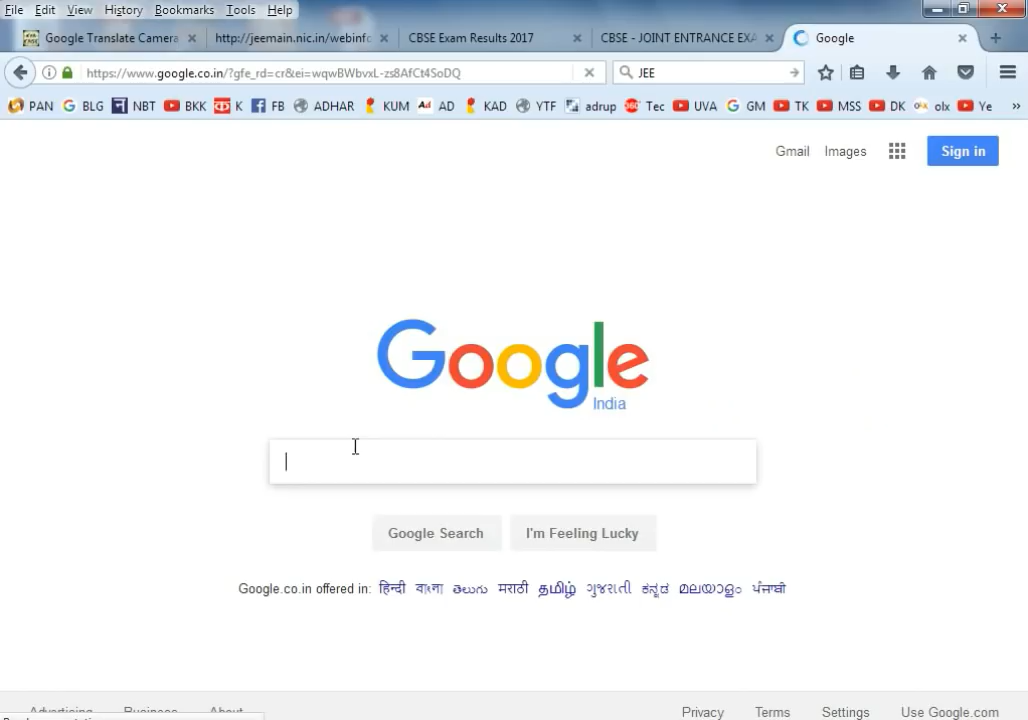 File Edit View History Bookmarks Tools Help
Google Translate Camera http://jeemain.nic.in/webinfo CBSE Exam Results 2017 CBSE - JOINT ENTRANCE EXA Google
https://www.google.co.in/?gfe_rd=cr&ei=wqwBWbvxL-zs8AfCt4SoDQ JEE
PAN BLG NBT BKK K FB ADHAR KUM Ad AD KAD YTF adrup 360 Tec UVA GM TK MSS DK olx Ye »
Gmail Images Sign in
Google
India
Google Search I'm Feeling Lucky
Google.co.in offered in: हिन्दी বাংলা తెలుగు मराठी தமிழ் ગુજરાતી ಕನ್ನಡ മലയാളം ਪੰਜਾਬੀ
Advertising Business About Privacy Terms Settings Use Google.com